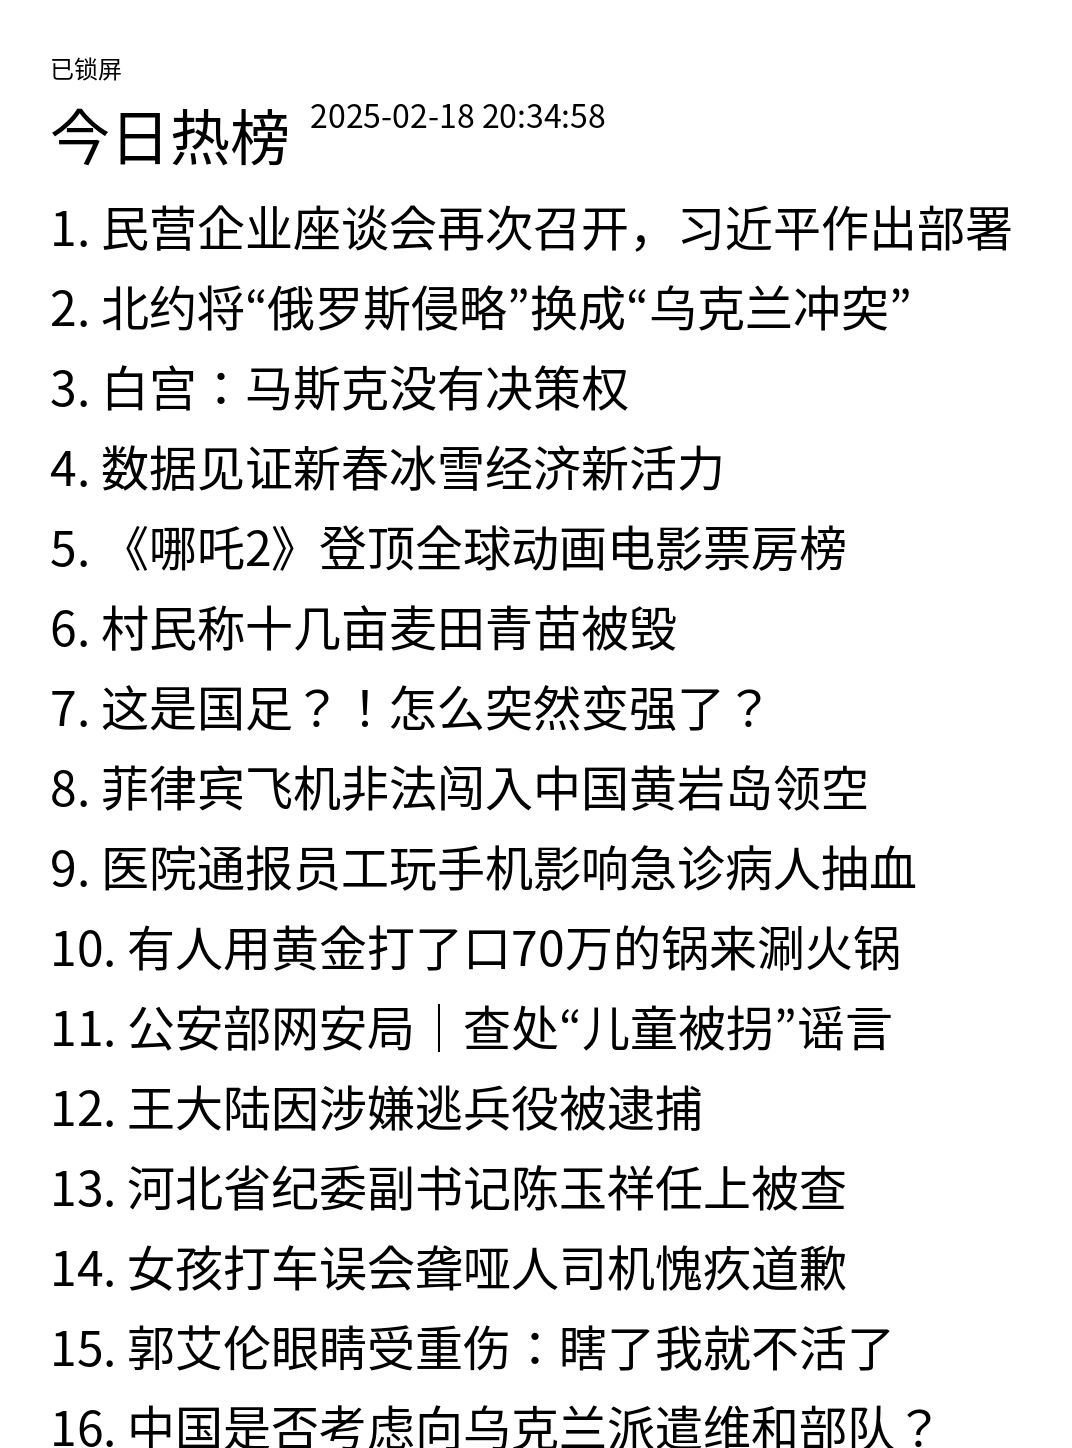 已锁屏
今日热榜 2025-02-18 20:34:58
1. 民营企业座谈会再次召开，习近平作出部署
2. 北约将“俄罗斯侵略”换成“乌克兰冲突”
3. 白宫：马斯克没有决策权
4. 数据见证新春冰雪经济新活力
5. 《哪吒2》登顶全球动画电影票房榜
6. 村民称十几亩麦田青苗被毁
7. 这是国足？！怎么突然变强了？
8. 菲律宾飞机非法闯入中国黄岩岛领空
9. 医院通报员工玩手机影响急诊病人抽血
10. 有人用黄金打了口70万的锅来涮火锅
11. 公安部网安局｜查处“儿童被拐”谣言
12. 王大陆因涉嫌逃兵役被逮捕
13. 河北省纪委副书记陈玉祥任上被查
14. 女孩打车误会聋哑人司机愧疚道歉
15. 郭艾伦眼睛受重伤：瞎了我就不活了
16. 中国是否考虑向乌克兰派遣维和部队？